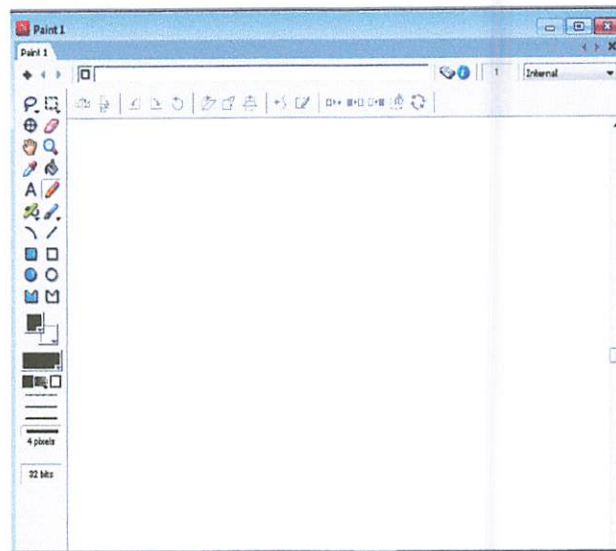 Paint 1
Paint 1
1
Internal
A
4 pixels
32 bits